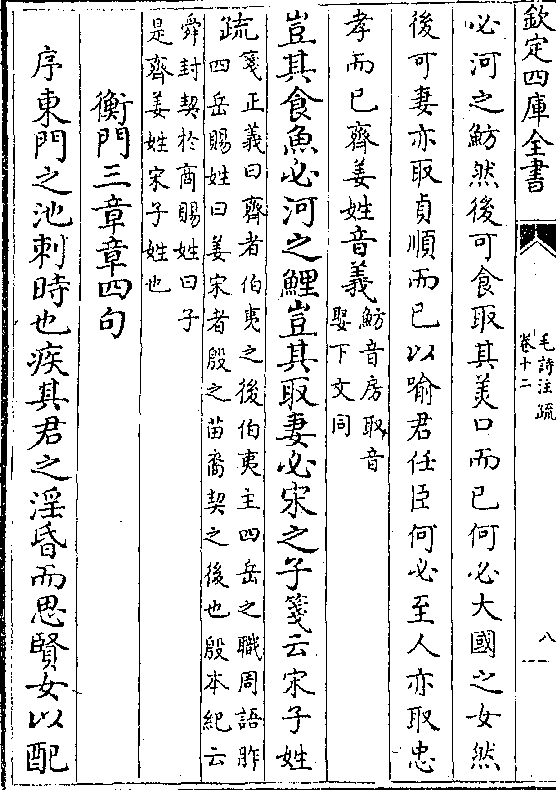 欽定四庫全書
毛詩注疏
卷十二
八
必河之魴然後可食取其美口而已何必大國之女然
後可妻亦取貞順而已以喻君任臣何必至人亦取忠
孝而已齊姜姓音義
魴音房取音
娶下文同
豈其食魚必河之鯉豈其取妻必宋之子箋云宋子姓
疏
箋正義曰齊者伯夷之後伯夷主四岳之職周語胙
四岳賜姓曰姜宋者殷之苗裔契之後也殷本紀云
舜封契於商賜姓曰子
是齊姜姓宋子姓也
衡門三章章四句
序東門之池刺時也疾其君之淫昏而思賢女以配